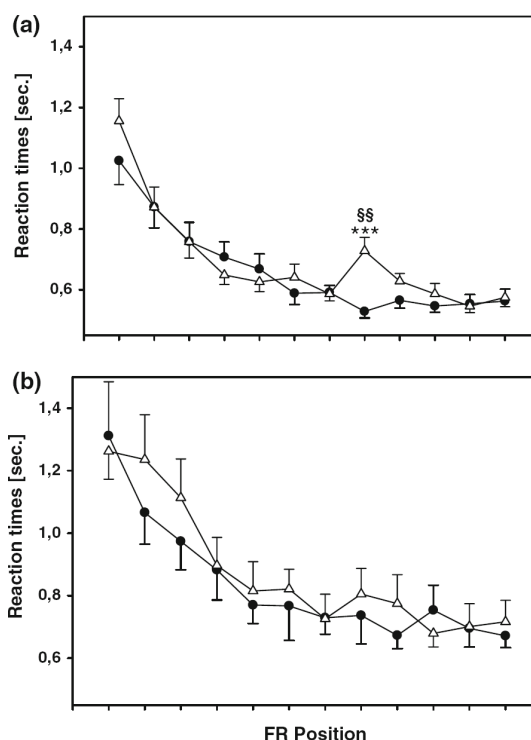 (a)
1,4
1,2
1,0
0,8
0,6
Reaction times [sec.]
§§
***
(b)
1,4
1,2
1,0
0,8
0,6
Reaction times [sec.]
FR Position